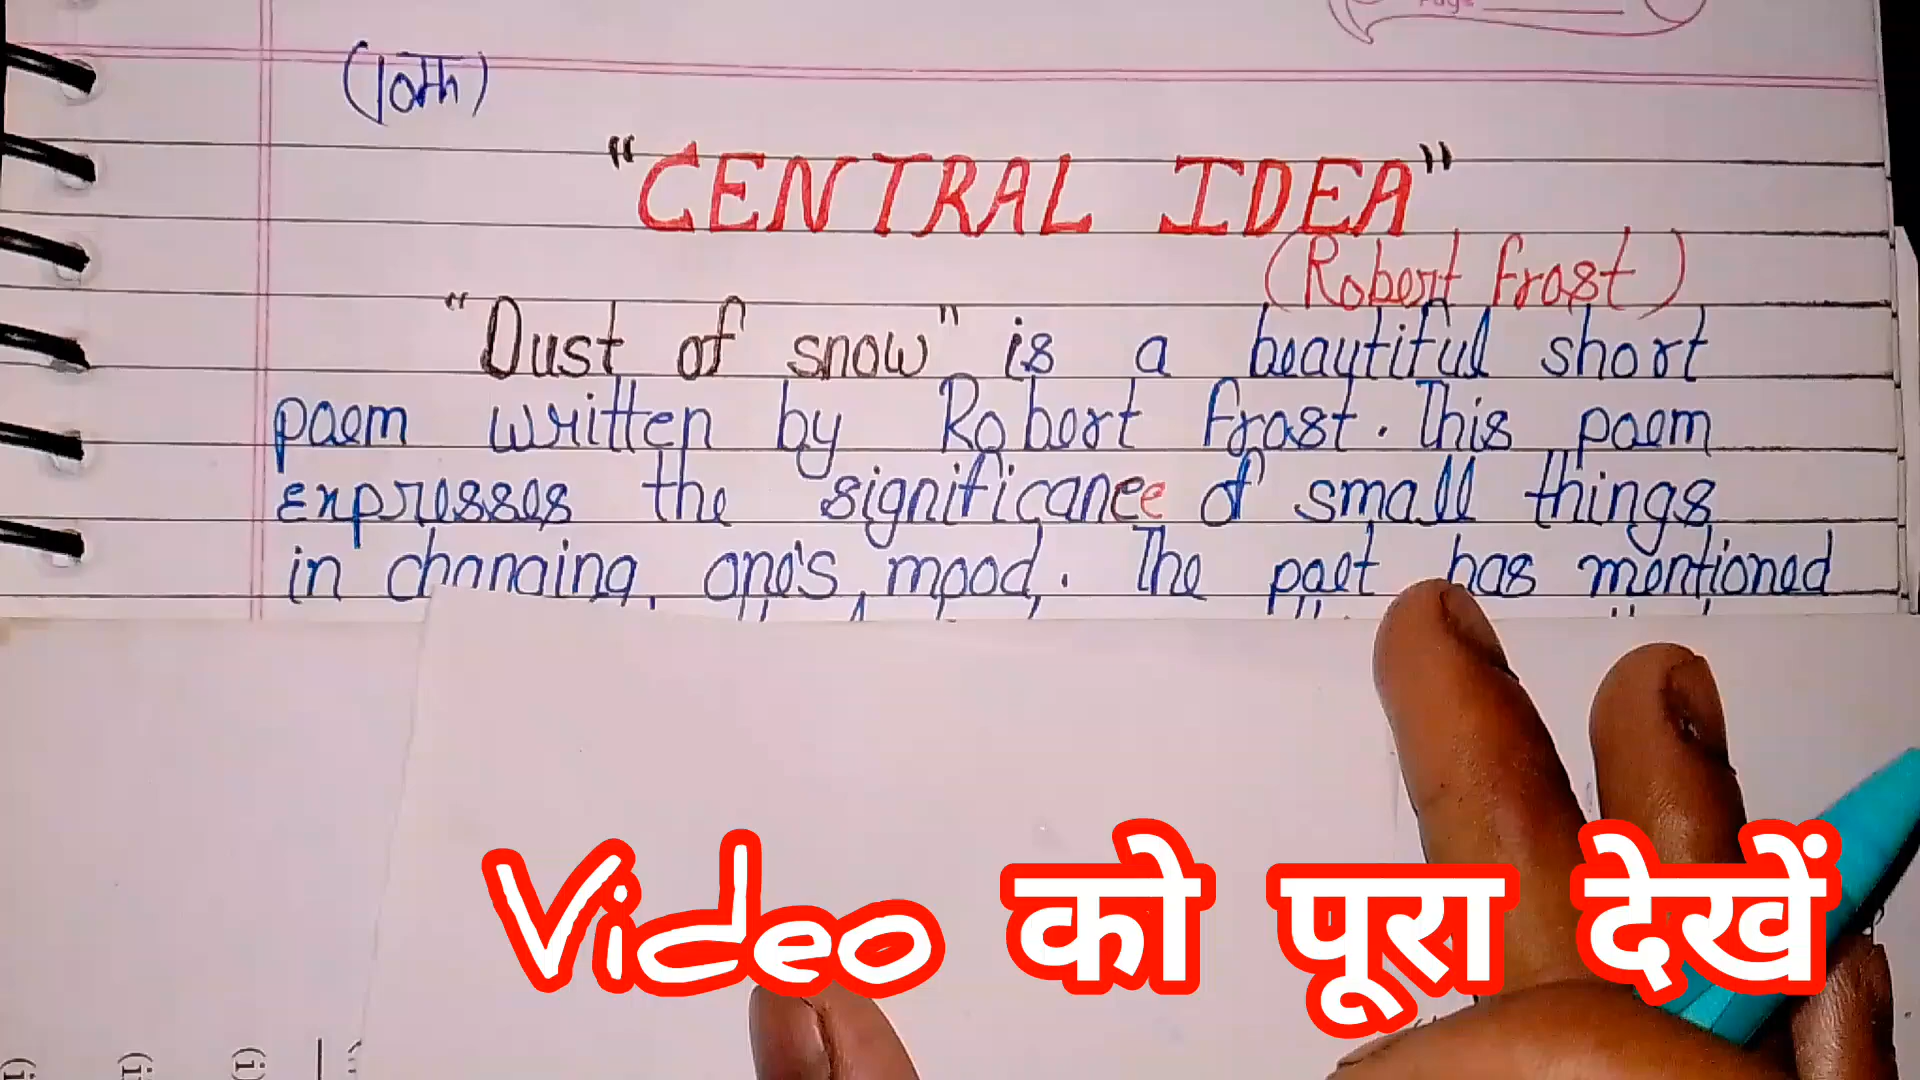 (10th)
"CENTRAL IDEA"
(Robert Frost)
"Dust of snow" is a beautiful short
poem written by Robert Frost. This poem
expresses the significance of small things
in changing one's mood. The poet has mentioned
Video को पूरा देखें
(i)